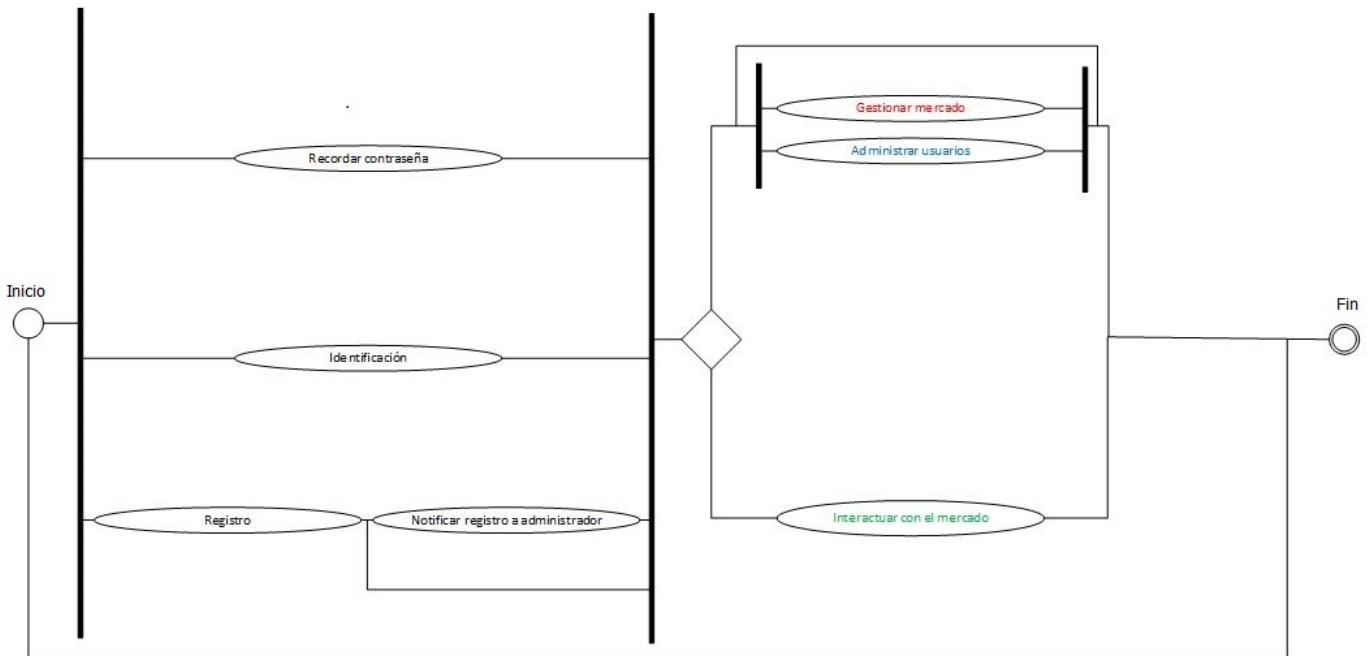 Gestionar mercado
Administrar usuarios
Recordar contraseña
Inicio
Fin
Identificación
Registro
Notificar registro a administrador
Interactuar con el mercado